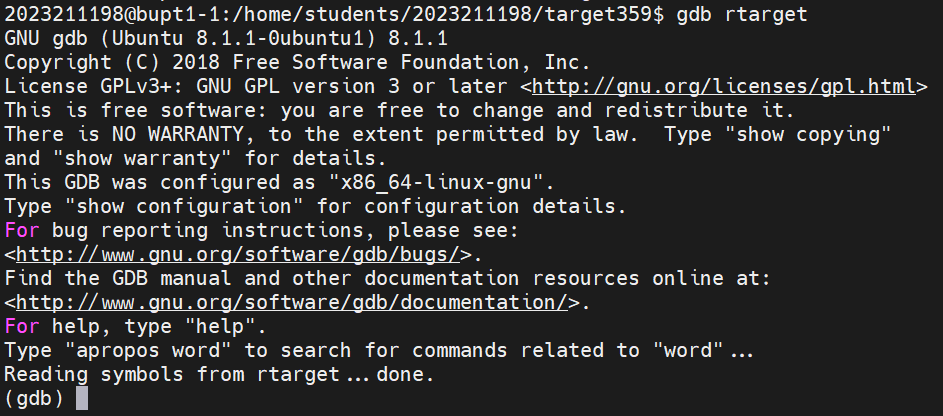 2023211198@bupt1-1:/home/students/2023211198/target359$ gdb rtarget
GNU gdb (Ubuntu 8.1.1-0ubuntu1) 8.1.1
Copyright (C) 2018 Free Software Foundation, Inc.
License GPLv3+: GNU GPL version 3 or later <http://gnu.org/licenses/gpl.html>
This is free software: you are free to change and redistribute it.
There is NO WARRANTY, to the extent permitted by law.  Type "show copying"
and "show warranty" for details.
This GDB was configured as "x86_64-linux-gnu".
Type "show configuration" for configuration details.
For bug reporting instructions, please see:
<http://www.gnu.org/software/gdb/bugs/>.
Find the GDB manual and other documentation resources online at:
<http://www.gnu.org/software/gdb/documentation/>.
For help, type "help".
Type "apropos word" to search for commands related to "word"...
Reading symbols from rtarget...done.
(gdb)